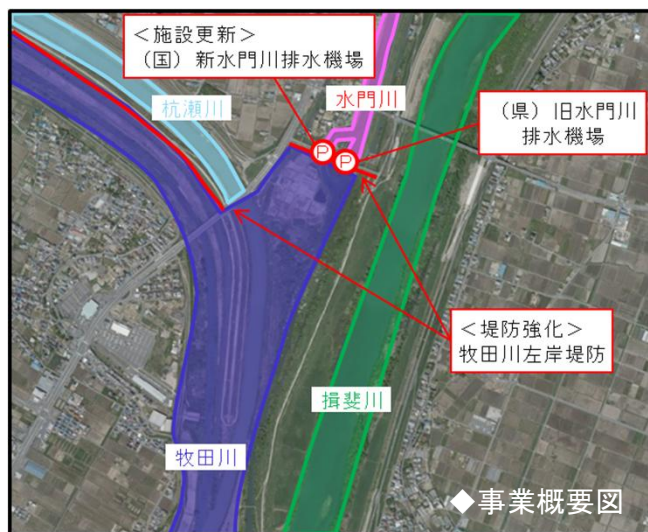 ＜施設更新＞
（国）新水門川排水機場
水門川
杭瀬川
（県）旧水門川
排水機場
P
P
＜堤防強化＞
牧田川左岸堤防
揖斐川
牧田川
◆事業概要図